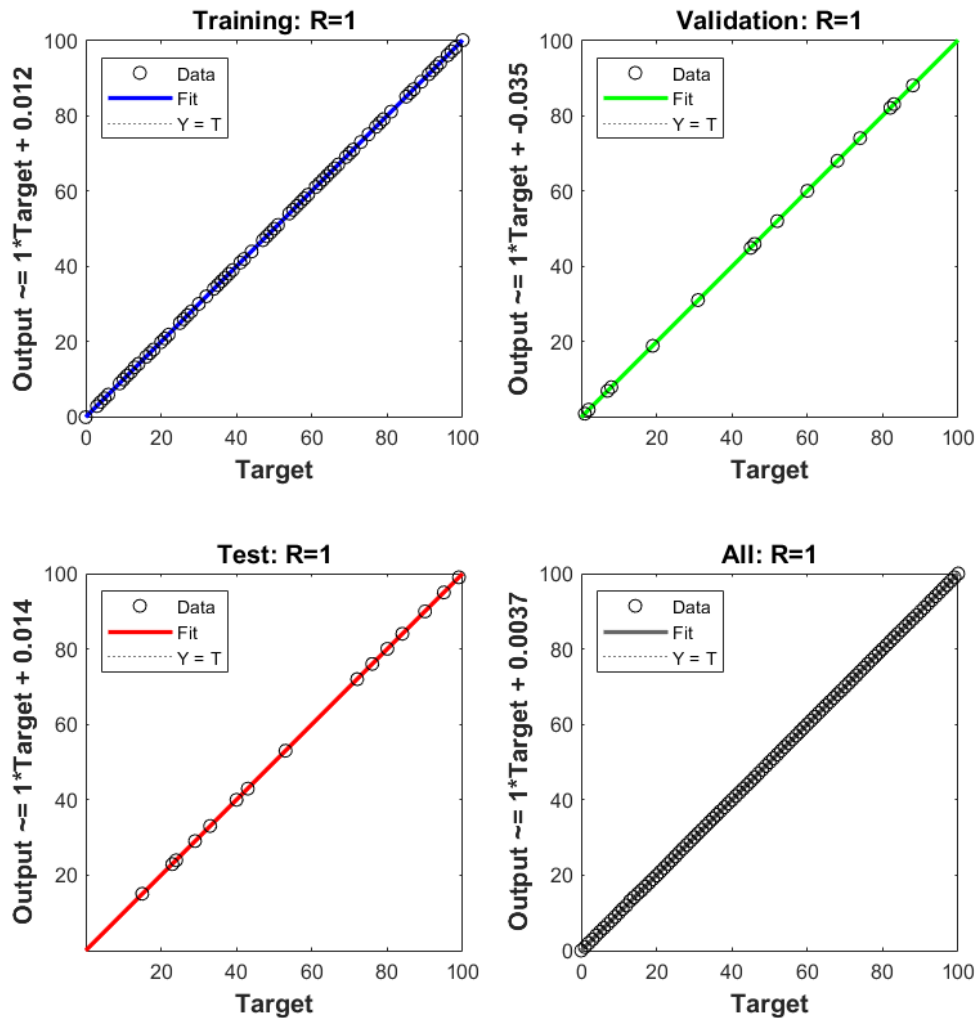 Training: R=1
Output ~= 1*Target + 0.012
100
80
60
40
20
0
Data
Fit
Y = T
0 20 40 60 80 100
Target
Validation: R=1
Output ~= 1*Target + -0.035
100
80
60
40
20
Data
Fit
Y = T
20 40 60 80 100
Target
Test: R=1
Output ~= 1*Target + 0.014
100
80
60
40
20
Data
Fit
Y = T
20 40 60 80 100
Target
All: R=1
Output ~= 1*Target + 0.0037
100
80
60
40
20
0
Data
Fit
Y = T
0 20 40 60 80 100
Target